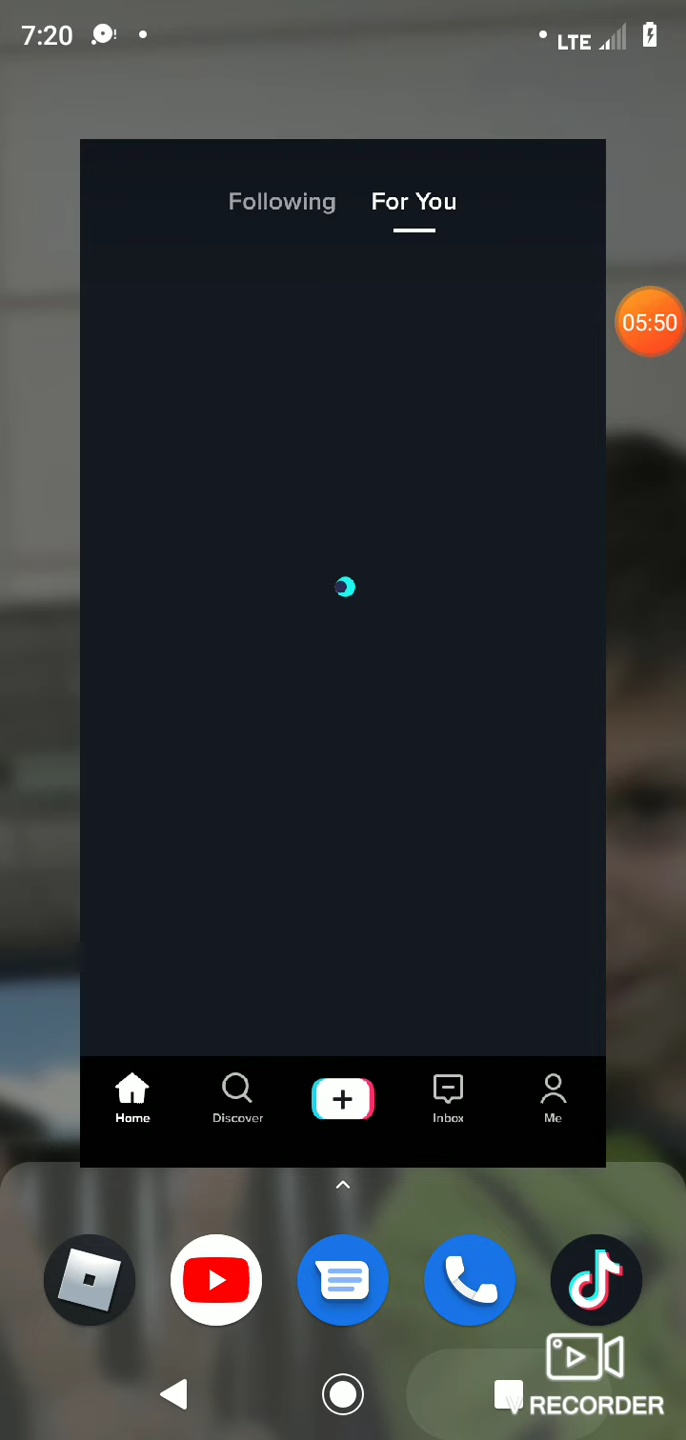 7:20
LTE
Following For You
05:50
Home Discover Inbox Me
V RECORDER